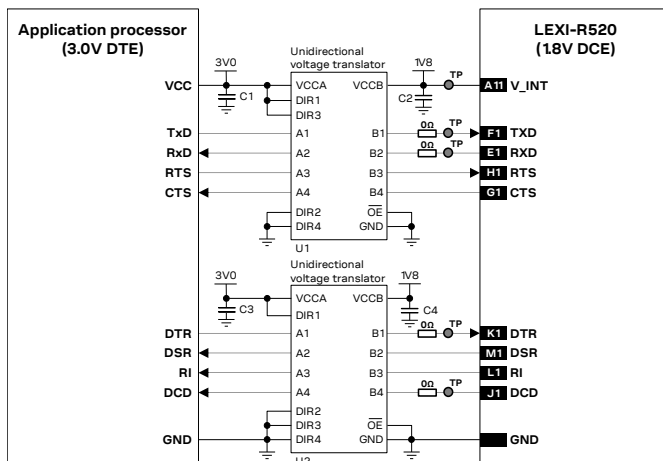 Application processor
(3.0V DTE)
LEXI-R520
(1.8V DCE)
Unidirectional
voltage translator
3V0
1V8
VCC
VCCA
VCCB
TP
A11
V_INT
C1
DIR1
C2
DIR3
0Ω
TP
TxD
A1
B1
F1
TXD
0Ω
RxD
A2
B2
E1
RXD
RTS
A3
B3
H1
RTS
CTS
A4
B4
G1
CTS
DIR2
OE
DIR4
GND
U1
Unidirectional
voltage translator
3V0
1V8
VCCA
VCCB
C3
DIR1
C4
0Ω
TP
DTR
A1
B1
K1
DTR
DSR
A2
B2
M1
DSR
RI
A3
B3
L1
RI
0Ω
TP
DCD
A4
B4
J1
DCD
DIR2
DIR3
OE
GND
DIR4
GND
GND